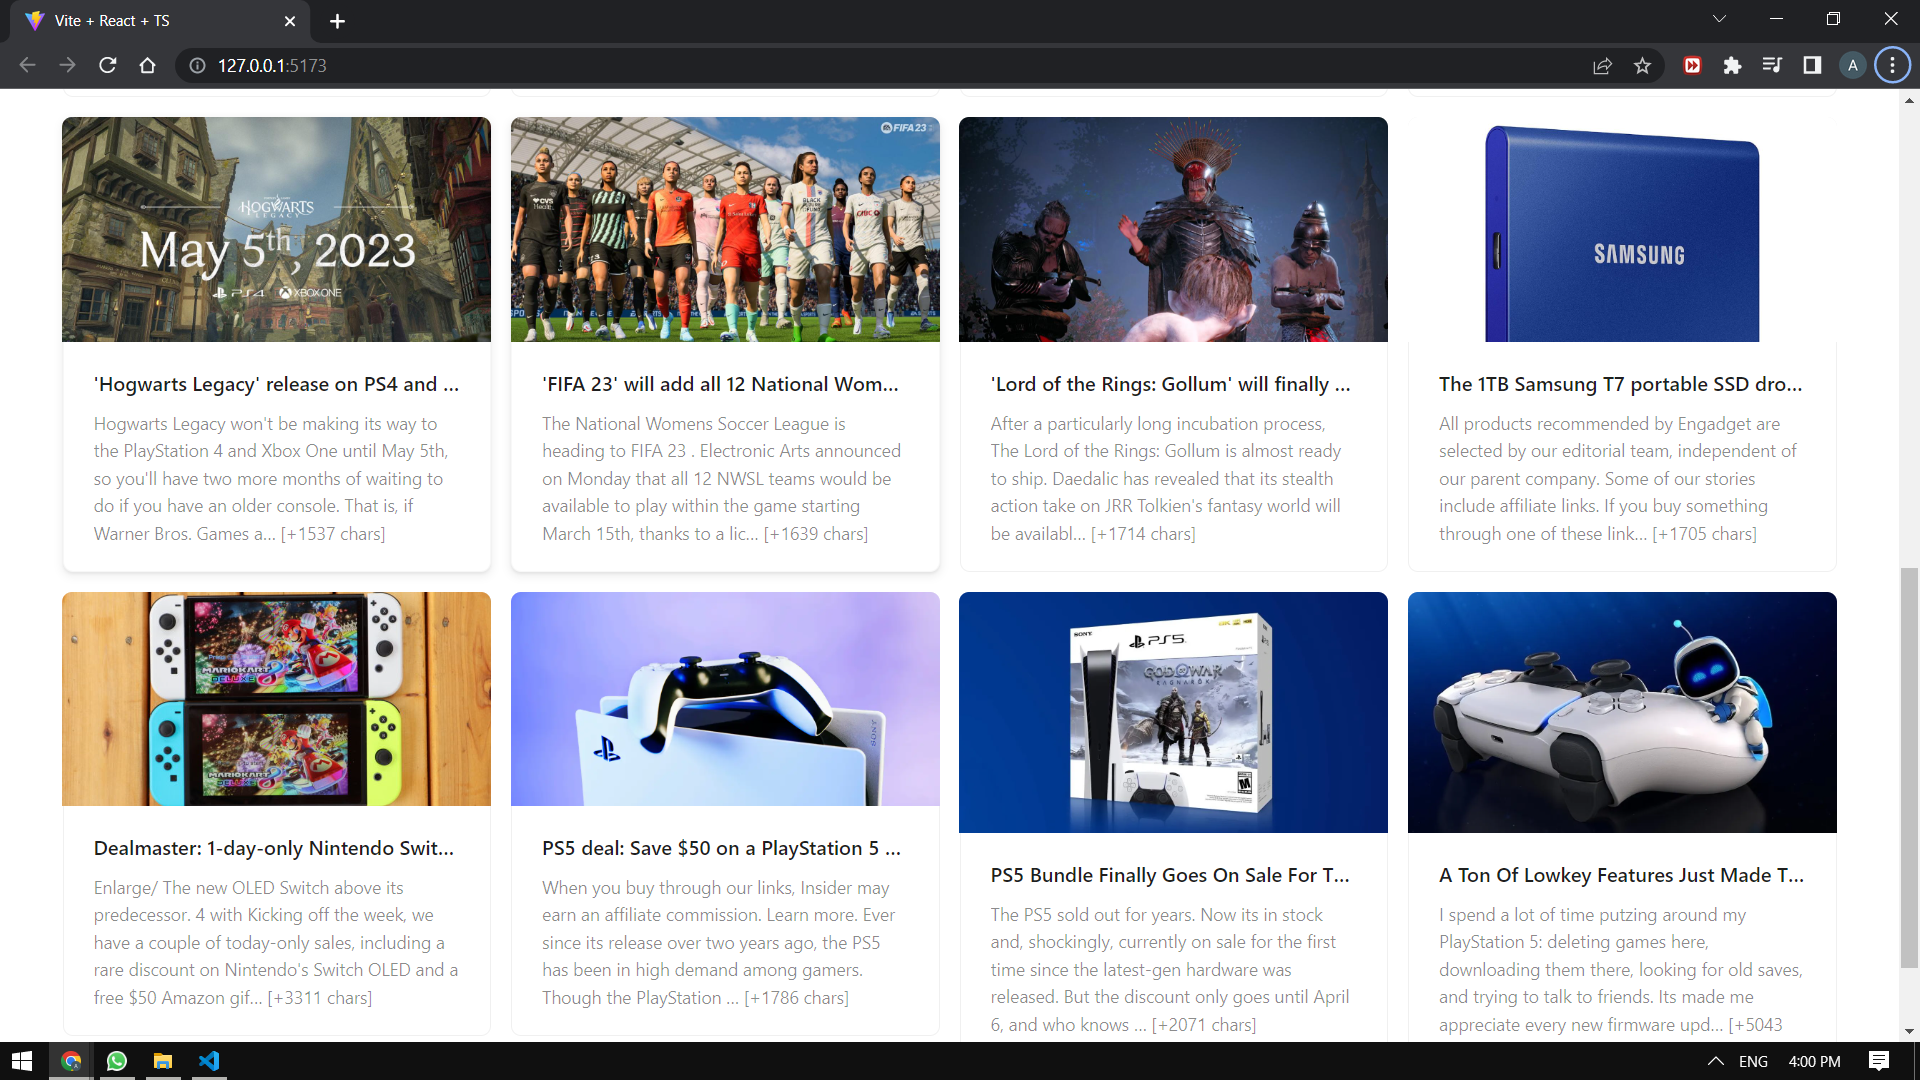 Vite + React + TS
127.0.0.1:5173
HOGWARTS
LEGACY
May 5th, 2023
PS4 XBOX ONE
FIFA 23
CVS
Health
BLACK
FUTURE
SAMSUNG
'Hogwarts Legacy' release on PS4 and ...
Hogwarts Legacy won't be making its way to
the PlayStation 4 and Xbox One until May 5th,
so you'll have two more months of waiting to
do if you have an older console. That is, if
Warner Bros. Games a... [+1537 chars]
'FIFA 23' will add all 12 National Wom...
The National Womens Soccer League is
heading to FIFA 23 . Electronic Arts announced
on Monday that all 12 NWSL teams would be
available to play within the game starting
March 15th, thanks to a lic... [+1639 chars]
'Lord of the Rings: Gollum' will finally ...
After a particularly long incubation process,
The Lord of the Rings: Gollum is almost ready
to ship. Daedalic has revealed that its stealth
action take on JRR Tolkien's fantasy world will
be availabl... [+1714 chars]
The 1TB Samsung T7 portable SSD dro...
All products recommended by Engadget are
selected by our editorial team, independent of
our parent company. Some of our stories
include affiliate links. If you buy something
through one of these link... [+1705 chars]
MARIOKART 8
DELUXE
MARIOKART 8
DELUXE
SONY
SONY
PS5
GOD OF WAR
RAGNARÖK
M
Dealmaster: 1-day-only Nintendo Swit...
Enlarge/ The new OLED Switch above its
predecessor. 4 with Kicking off the week, we
have a couple of today-only sales, including a
rare discount on Nintendo's Switch OLED and a
free $50 Amazon gif... [+3311 chars]
PS5 deal: Save $50 on a PlayStation 5 ...
When you buy through our links, Insider may
earn an affiliate commission. Learn more. Ever
since its release over two years ago, the PS5
has been in high demand among gamers.
Though the PlayStation ... [+1786 chars]
PS5 Bundle Finally Goes On Sale For T...
The PS5 sold out for years. Now its in stock
and, shockingly, currently on sale for the first
time since the latest-gen hardware was
released. But the discount only goes until April
6, and who knows ... [+2071 chars]
A Ton Of Lowkey Features Just Made T...
I spend a lot of time putzing around my
PlayStation 5: deleting games here,
downloading them there, looking for old saves,
and trying to talk to friends. Its made me
appreciate every new firmware upd... [+5043
A
ENG
4:00 PM